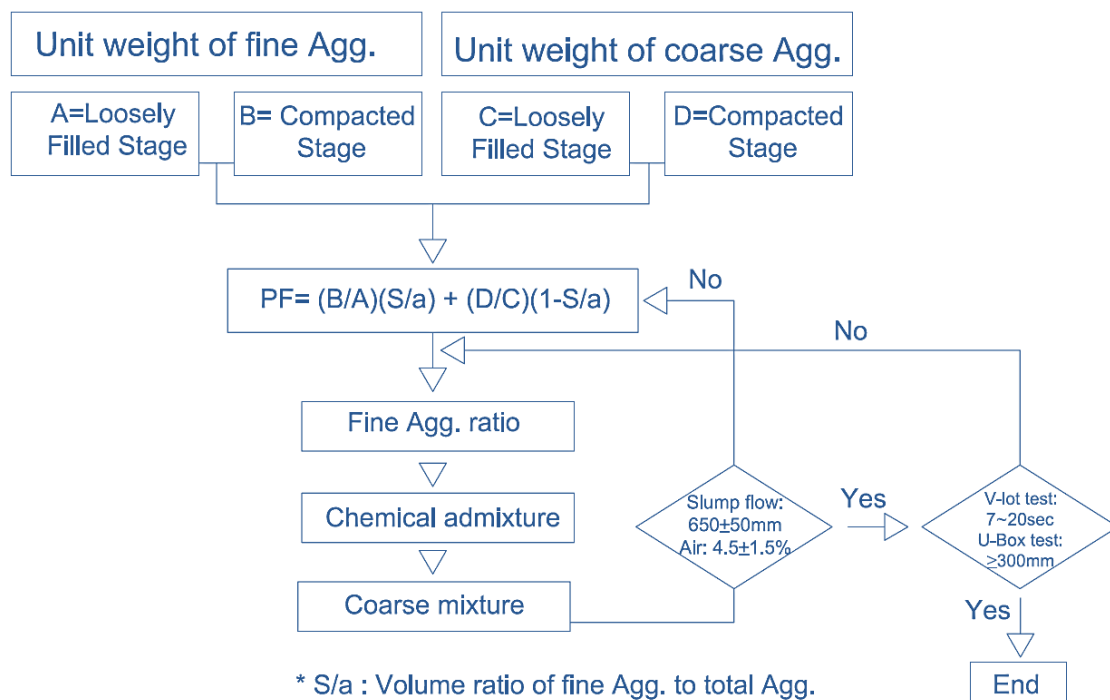 Unit weight of fine Agg.
Unit weight of coarse Agg.
A=Loosely
Filled Stage
B= Compacted
Stage
C=Loosely
Filled Stage
D=Compacted
Stage
PF= (B/A)(S/a) + (D/C)(1-S/a)
No
No
Fine Agg. ratio
Chemical admixture
Coarse mixture
Slump flow:
650±50mm
Air: 4.5±1.5%
Yes
V-lot test:
7~20sec
U-Box test:
≥300mm
Yes
End
* S/a : Volume ratio of fine Agg. to total Agg.